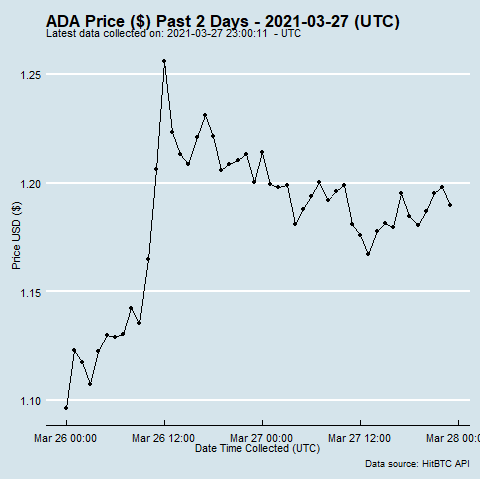 ADA Price ($) Past 2 Days - 2021-03-27 (UTC)
Latest data collected on: 2021-03-27 23:00:11 - UTC
1.25
1.20
1.15
1.10
Price USD ($)
Mar 26 00:00 Mar 26 12:00 Mar 27 00:00 Mar 27 12:00 Mar 28 00:
Date Time Collected (UTC)
Data source: HitBTC API